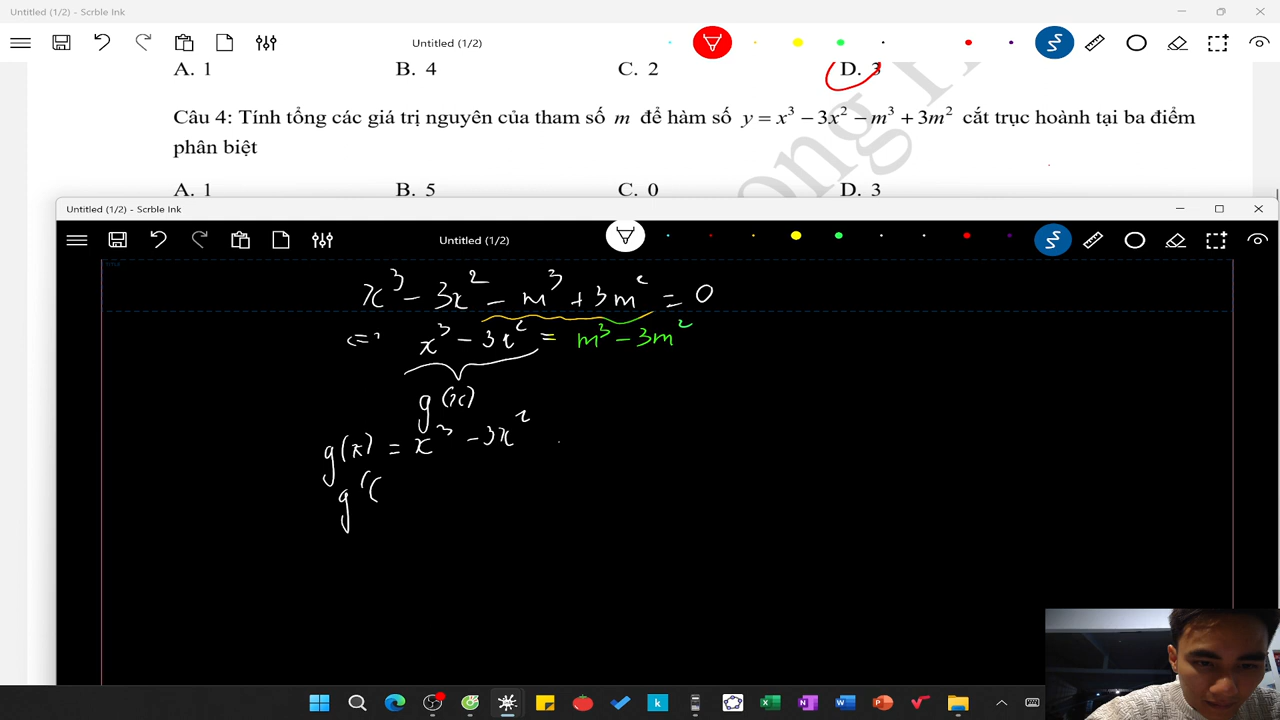 Untitled (1/2) - Scrble Ink
Untitled (1/2)
A. 1 B. 4 C. 2 D. 3
Câu 4: Tính tổng các giá trị nguyên của tham số m để hàm số y = x³ − 3x² − m³ + 3m² cắt trục hoành tại ba điểm
phân biệt
A. 1 B. 5 C. 0 D. 3
Untitled (1/2) - Scrble Ink
Untitled (1/2)
TITLE
x³ − 3x² − m³ + 3m² = 0
x³ − 3x² = m³ − 3m²
g(x)
g(x) = x³ − 3x²
g'(